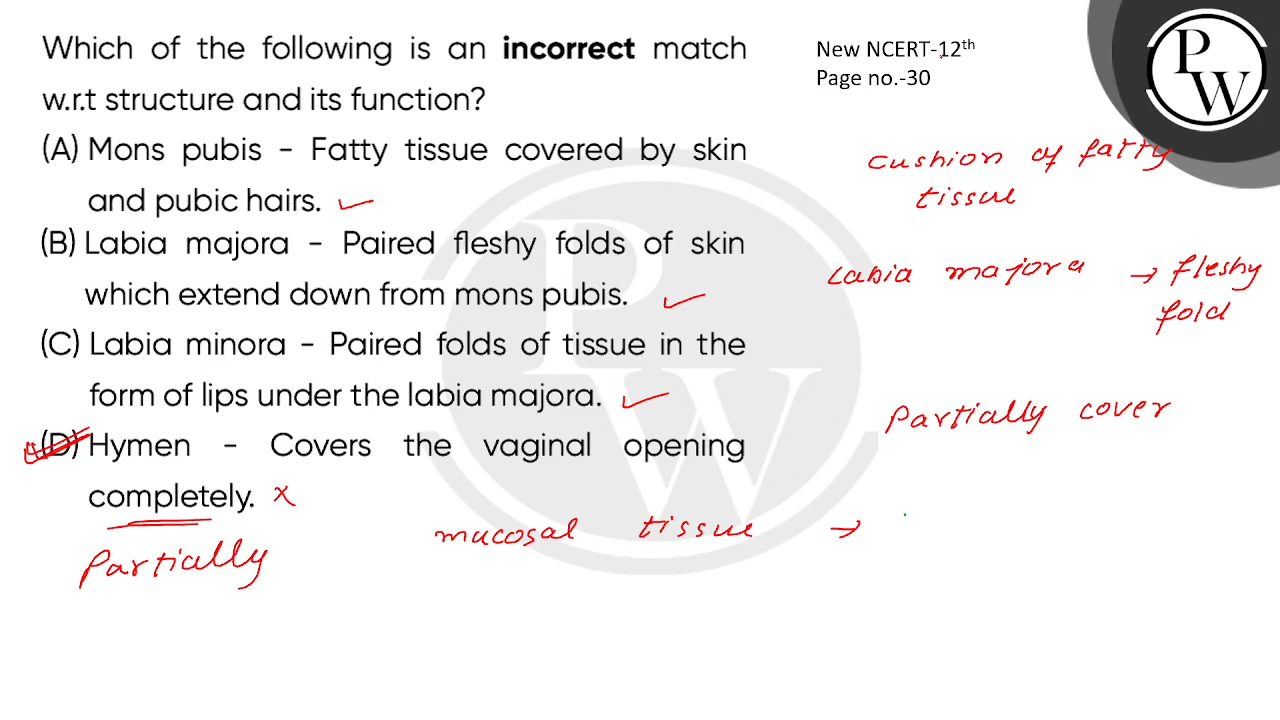 Which of the following is an incorrect match
w.r.t structure and its function?
(A) Mons pubis - Fatty tissue covered by skin
and pubic hairs.
(B) Labia majora - Paired fleshy folds of skin
which extend down from mons pubis.
(C) Labia minora - Paired folds of tissue in the
form of lips under the labia majora.
(D) Hymen - Covers the vaginal opening
completely. x
Partially
mucosal tissue →
New NCERT-12th
Page no.-30
P
W
cushion of fatty
tissue
Labia majora → fleshy
fold
Partially cover
P
W